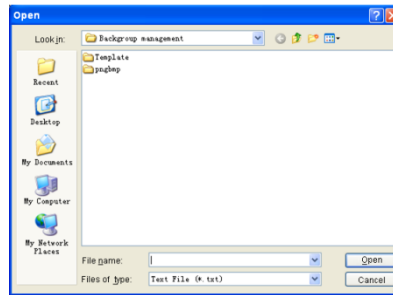 Open
Look in:
Backgroup management
Template
pngbmp
Recent
Desktop
My Documents
My Computer
My Network
Places
File name:
Open
Files of type:
Text File (*.txt)
Cancel